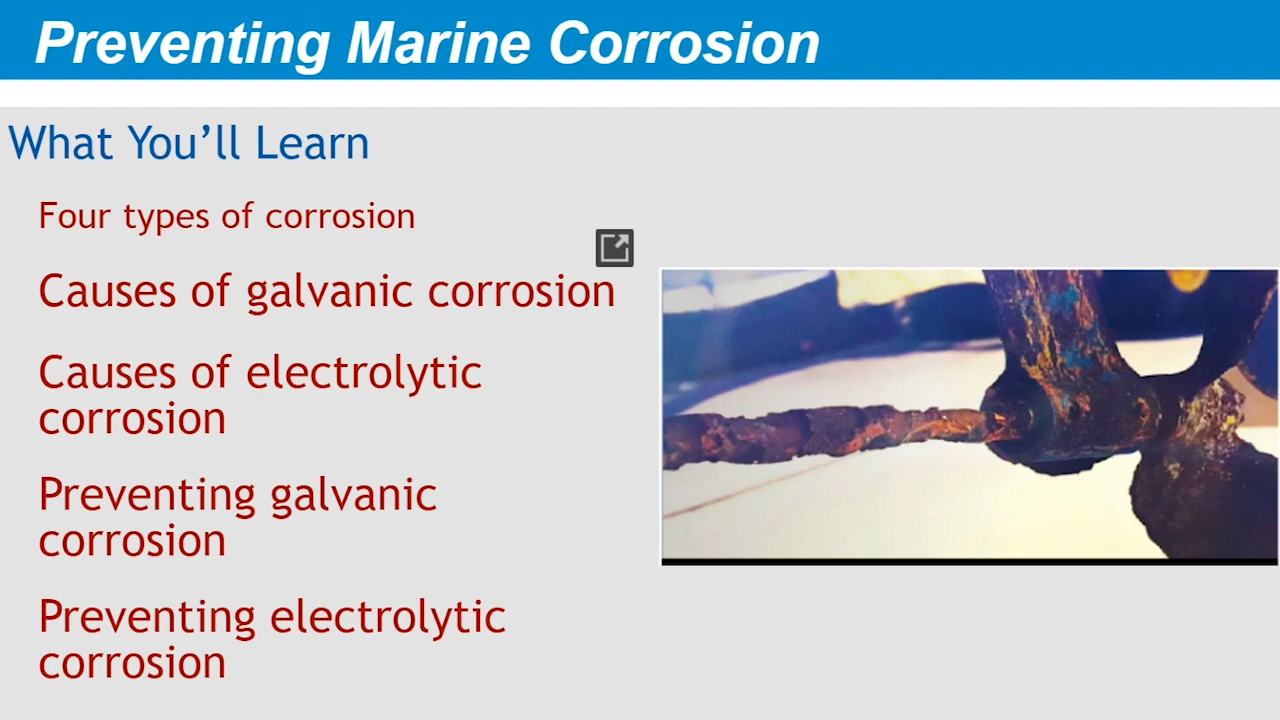 Preventing Marine Corrosion
What You’ll Learn
Four types of corrosion
Causes of galvanic corrosion
Causes of electrolytic
corrosion
Preventing galvanic
corrosion
Preventing electrolytic
corrosion